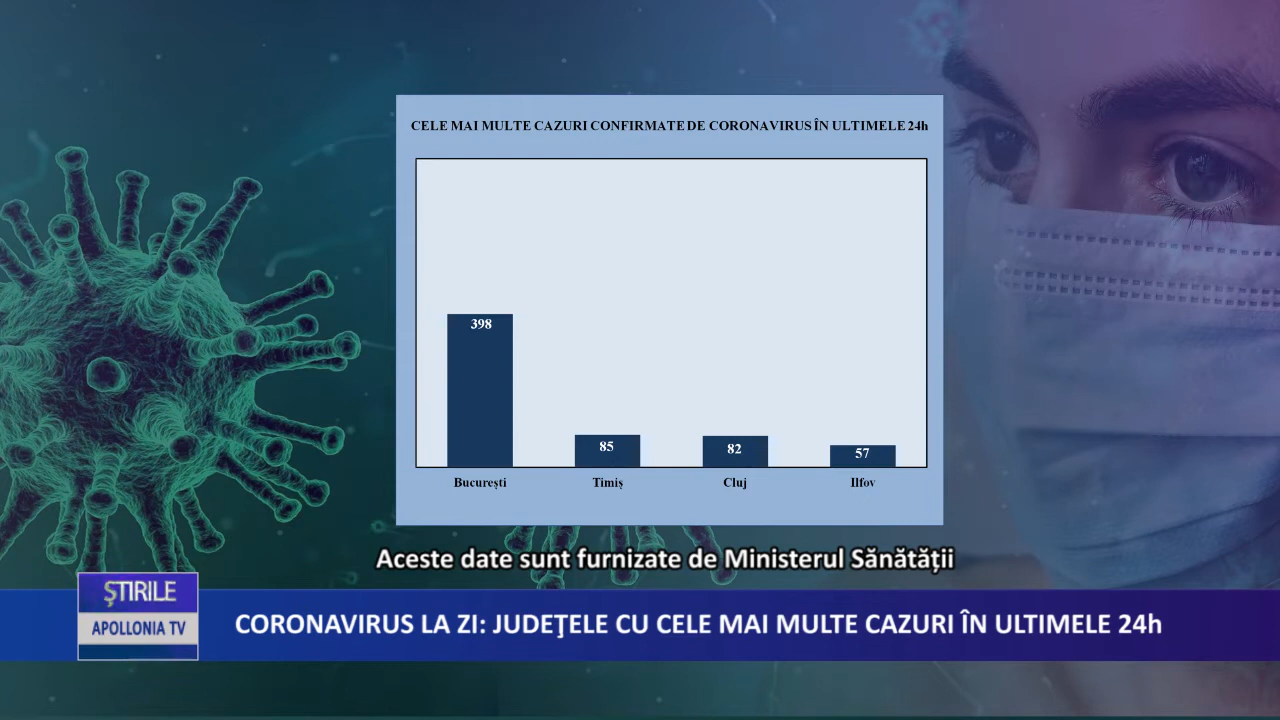 CELE MAI MULTE CAZURI CONFIRMATE DE CORONAVIRUS ÎN ULTIMELE 24h
398
85
82
57
București
Timiș
Cluj
Ilfov
Aceste date sunt furnizate de Ministerul Sănătății
ŞTIRILE
APOLLONIA TV
CORONAVIRUS LA ZI: JUDEŢELE CU CELE MAI MULTE CAZURI ÎN ULTIMELE 24h